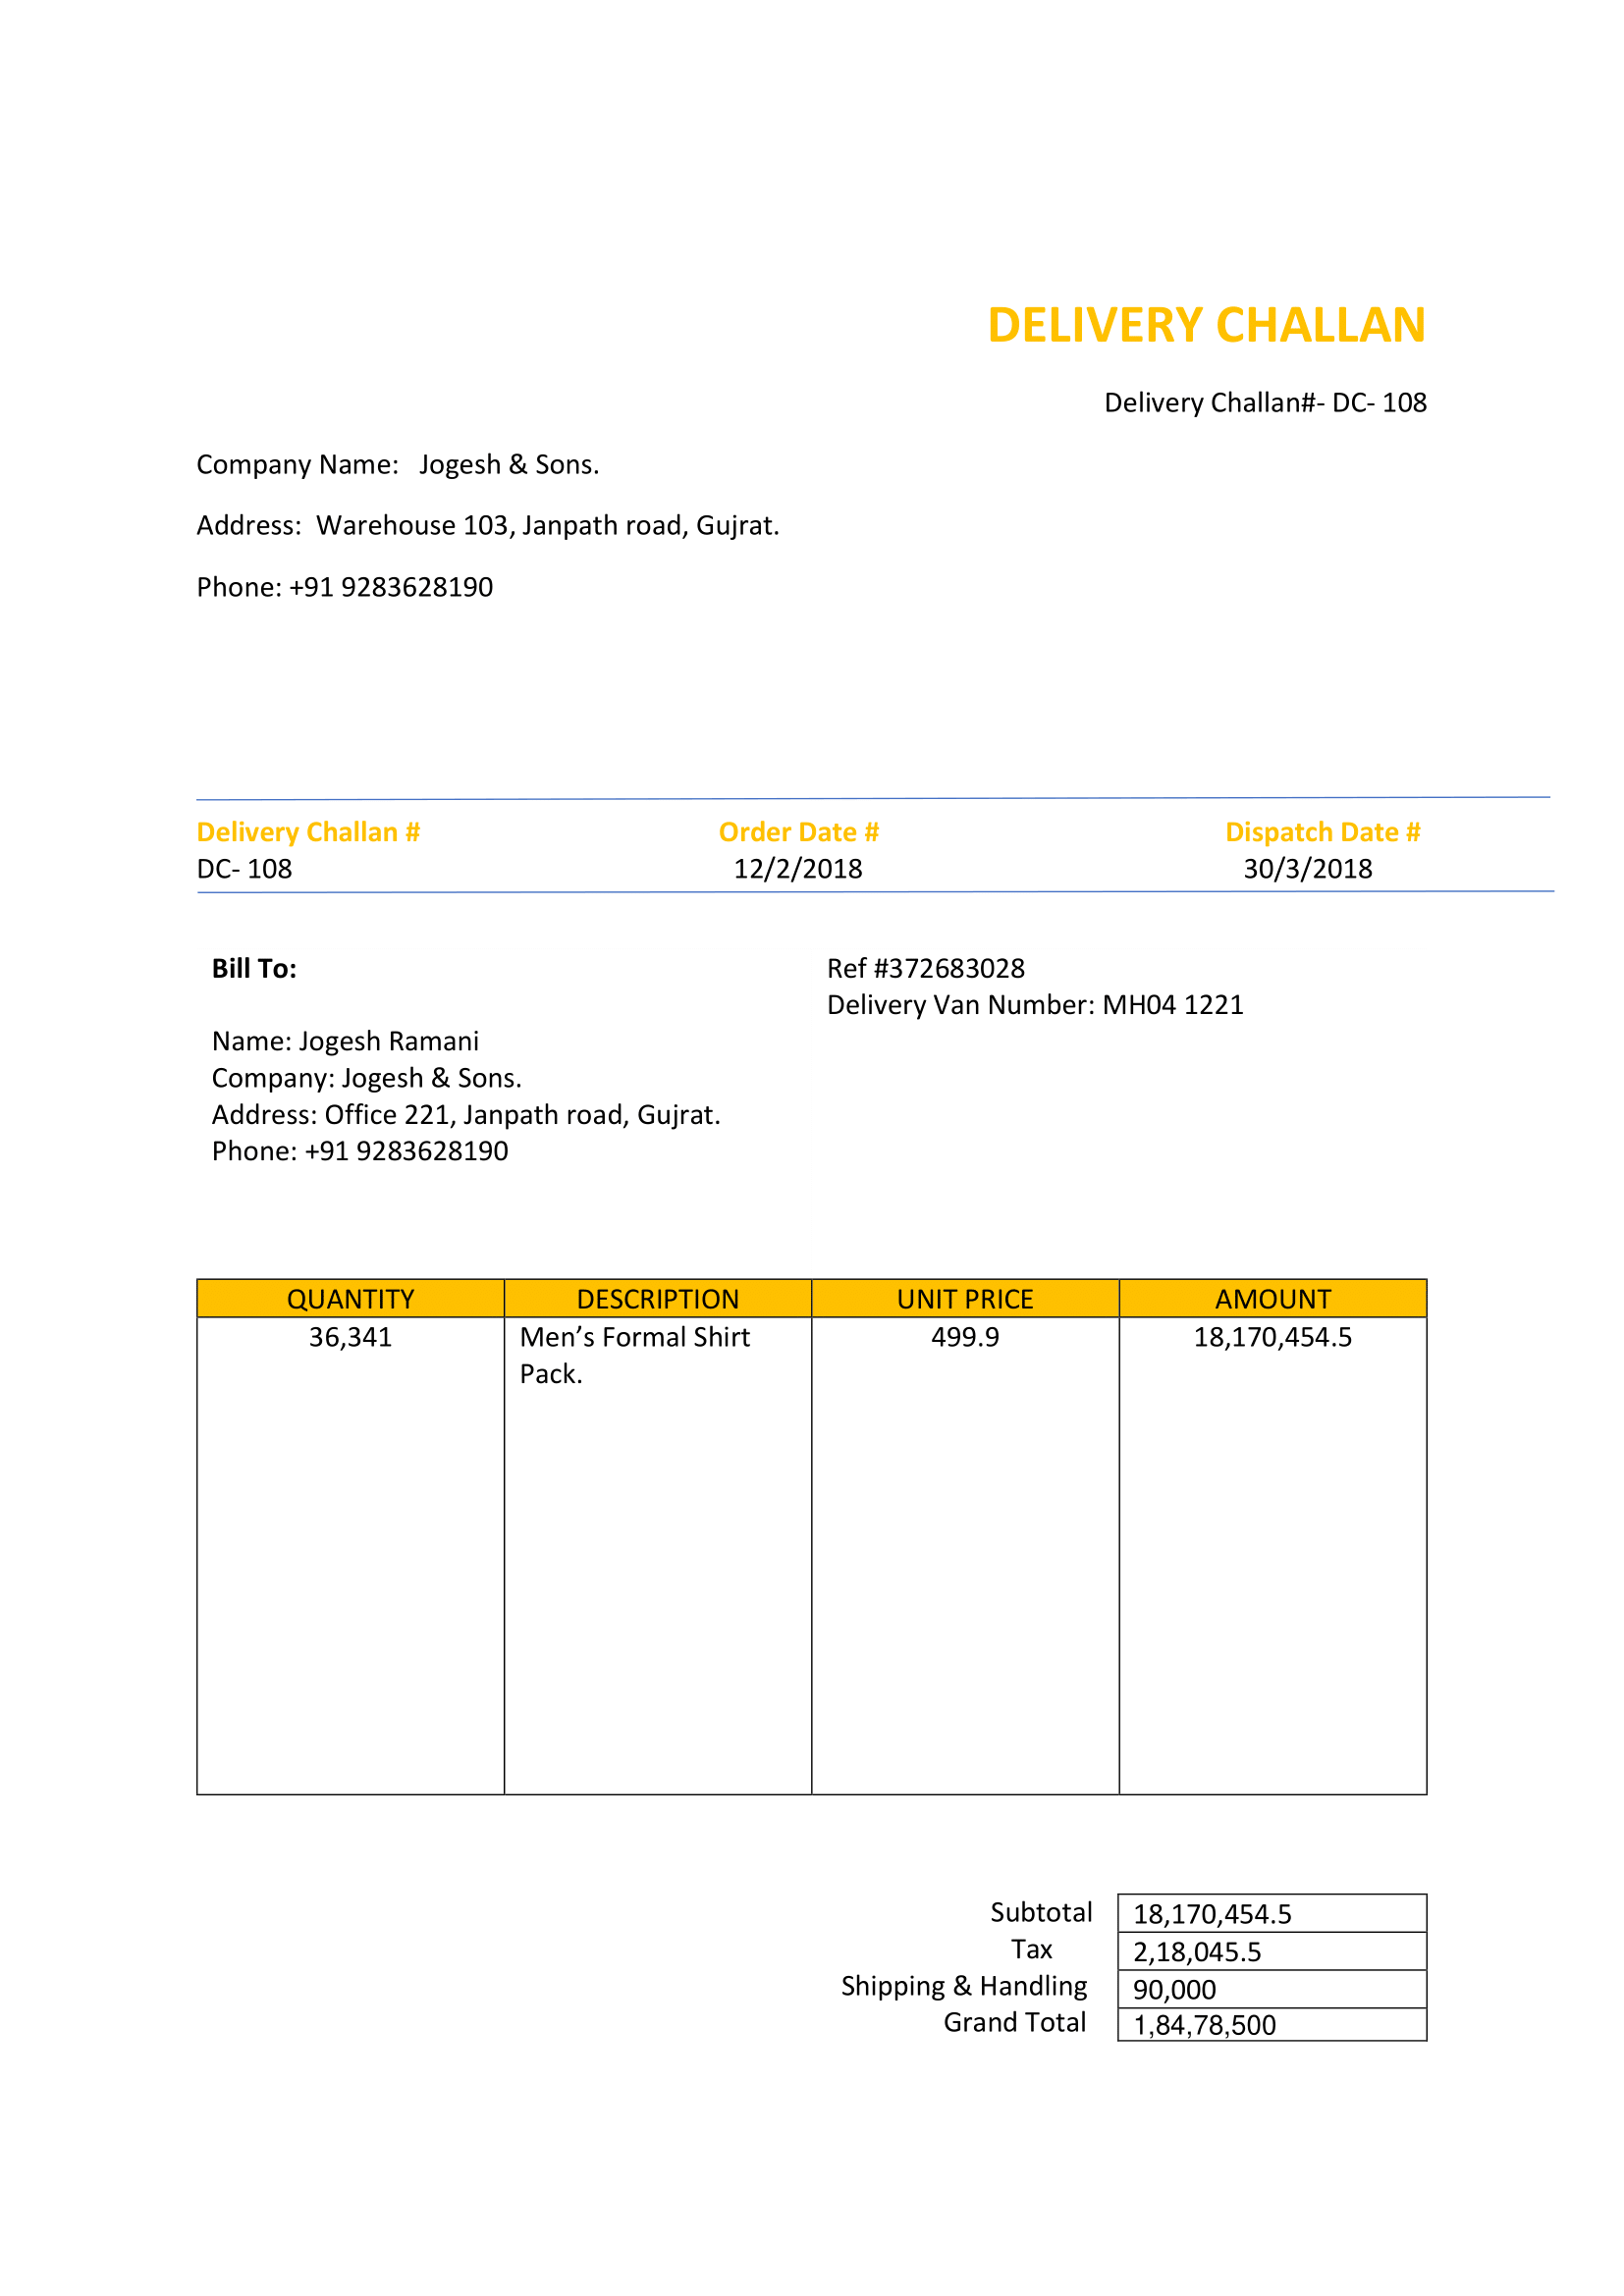 DELIVERY CHALLAN
Delivery Challan#- DC- 108
Company Name:   Jogesh & Sons.
Address:  Warehouse 103, Janpath road, Gujrat.
Phone: +91 9283628190
Delivery Challan # Order Date # Dispatch Date #
DC- 108 12/2/2018 30/3/2018
Bill To:
Name: Jogesh Ramani
Company: Jogesh & Sons.
Address: Office 221, Janpath road, Gujrat.
Phone: +91 9283628190
Ref #372683028
Delivery Van Number: MH04 1221
QUANTITY DESCRIPTION UNIT PRICE AMOUNT
36,341 Men’s Formal Shirt 499.9 18,170,454.5
Pack.
Subtotal 18,170,454.5
Tax 2,18,045.5
Shipping & Handling 90,000
Grand Total 1,84,78,500